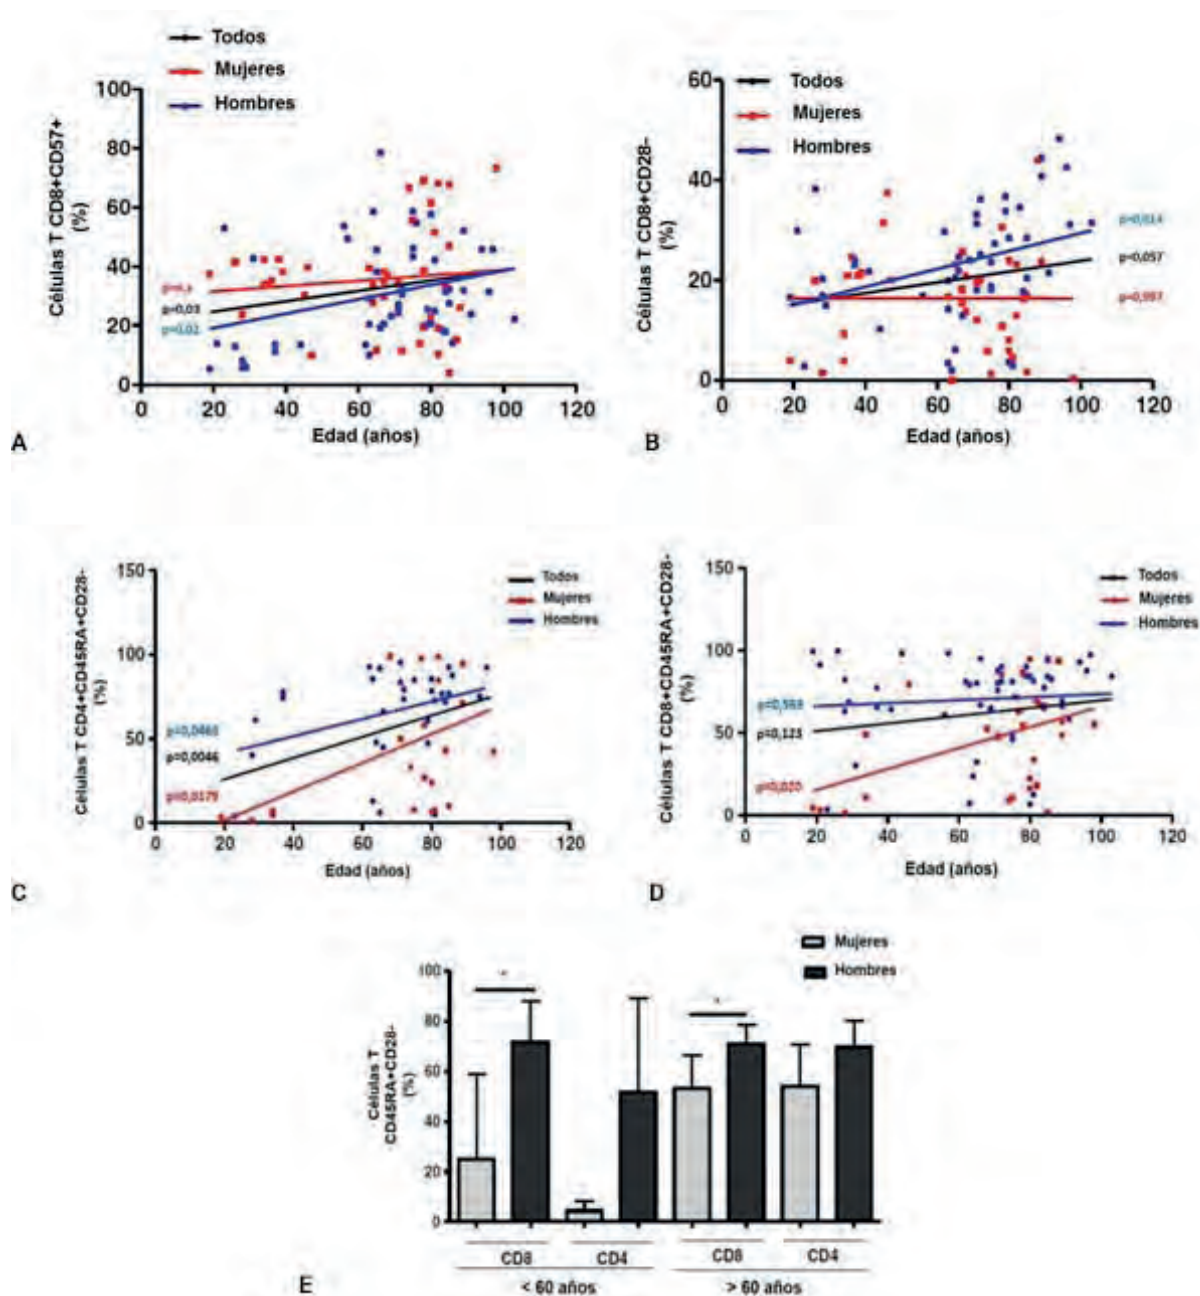 Todos
Mujeres
Hombres
Células T CD8+CD57+
(%)
100
80
60
40
20
0
p=0,03
p=0,02
0 20 40 60 80 100 120
Edad (años)
A
Todos
Mujeres
Hombres
Células T CD8+CD28-
(%)
60
40
20
0
p=0,014
p=0,057
p=0,997
0 20 40 60 80 100 120
Edad (años)
B
Todos
Mujeres
Hombres
Células T CD4+CD45RA+CD28-
(%)
150
100
50
0
p=0,0046
p=0,0179
0 20 40 60 80 100 120
Edad (años)
C
Todos
Mujeres
Hombres
Células T CD8+CD45RA+CD28-
(%)
150
100
50
0
p=0,123
p=0,020
0 20 40 60 80 100 120
Edad (años)
D
Mujeres
Hombres
Células T
CD45RA+CD28-
(%)
100
80
60
40
20
0
* *
CD8 CD4 CD8 CD4
< 60 años > 60 años
E